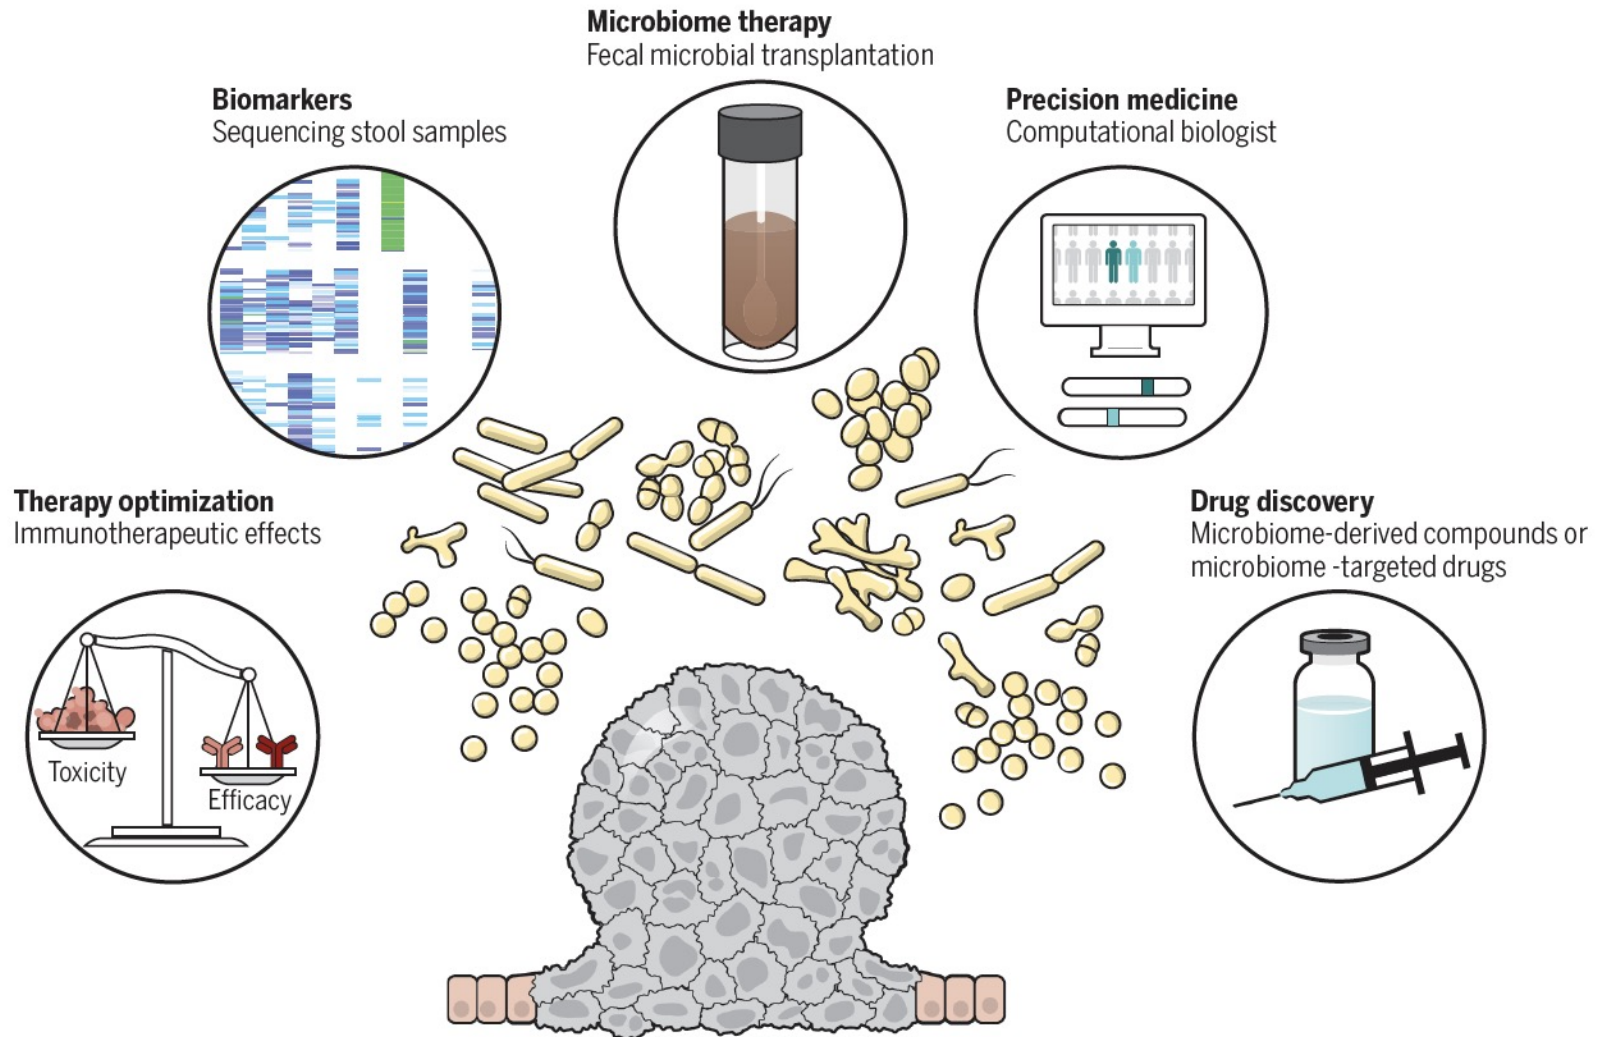 Microbiome therapy
Fecal microbial transplantation
Biomarkers
Sequencing stool samples
Precision medicine
Computational biologist
Therapy optimization
Immunotherapeutic effects
Toxicity
Efficacy
Drug discovery
Microbiome-derived compounds or
microbiome -targeted drugs